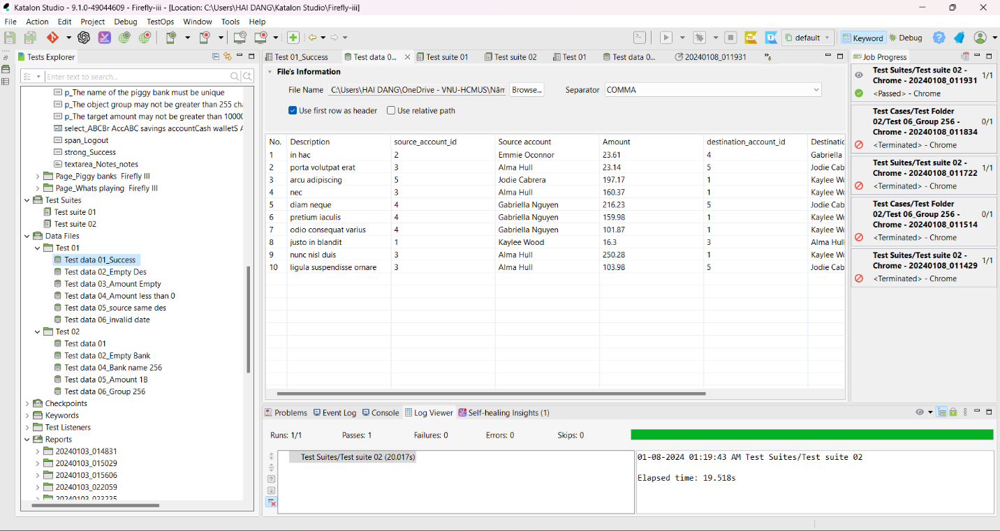 Katalon Studio - 9.1.0-49044609 - Firefly-iii - [Location: C:\Users\HAI DANG\Katalon Studio\Firefly-iii]
File Action Edit Project Debug TestOps Window Tools Help
default Keyword Debug
Tests Explorer
Enter text to search...
p_The name of the piggy bank must be unique
p_The object group may not be greater than 255 cha
p_The target amount may not be greater than 10000
select_ABCBr AccABC savings accountCash walletS A
span_Logout
strong_Success
textarea_Notes_notes
Page_Piggy banks Firefly III
Page_Whats playing Firefly III
Test Suites
Test suite 01
Test suite 02
Data Files
Test 01
Test data 01_Success
Test data 02_Empty Des
Test data 03_Amount Empty
Test data 04_Amount less than 0
Test data 05_source same des
Test data 06_invalid date
Test 02
Test data 01
Test data 02_Empty Bank
Test data 04_Bank name 256
Test data 05_Amount 1B
Test data 06_Group 256
Checkpoints
Keywords
Test Listeners
Reports
20240103_014831
20240103_015029
20240103_015606
20240103_022059
20240103_023235
Test 01_Success Test data 0... Test suite 01 Test suite 02 Test 01 Test data 0... 20240108_011931 »6
File's Information
File Name C:\Users\HAI DANG\OneDrive - VNU-HCMUS\Năm Browse... Separator COMMA
Use first row as header Use relative path
No. Description source_account_id Source account Amount destination_account_id Destinatic
1 in hac 2 Emmie Oconnor 23.61 4 Gabriella
2 porta volutpat erat 3 Alma Hull 23.14 5 Jodie Cab
3 arcu adipiscing 5 Jodie Cabrera 197.17 1 Kaylee Wo
4 nec 3 Alma Hull 160.37 1 Kaylee Wo
5 diam neque 4 Gabriella Nguyen 216.23 5 Jodie Cab
6 pretium iaculis 4 Gabriella Nguyen 159.98 1 Kaylee Wo
7 odio consequat varius 4 Gabriella Nguyen 101.87 1 Kaylee Wo
8 justo in blandit 1 Kaylee Wood 16.3 3 Alma Hull
9 nunc nisl duis 3 Alma Hull 250.28 1 Kaylee Wo
10 ligula suspendisse ornare 3 Alma Hull 103.98 5 Jodie Cab
Problems Event Log Console Log Viewer Self-healing Insights (1)
Runs: 1/1 Passes: 1 Failures: 0 Errors: 0 Skips: 0
Test Suites/Test suite 02 (20.017s)
01-08-2024 01:19:43 AM Test Suites/Test suite 02
Elapsed time: 19.518s
Job Progress
Test Suites/Test suite 02 -
Chrome - 20240108_011931 1/1
<Passed> - Chrome
Test Cases/Test Folder
02/Test 06_Group 256 - 0/1
Chrome - 20240108_011834
<Terminated> - Chrome
Test Suites/Test suite 02 - 1/1
Chrome - 20240108_011722
<Terminated> - Chrome
Test Cases/Test Folder
02/Test 06_Group 256 - 0/1
Chrome - 20240108_011514
<Terminated> - Chrome
Test Suites/Test suite 02 - 1/1
Chrome - 20240108_011429
<Terminated> - Chrome